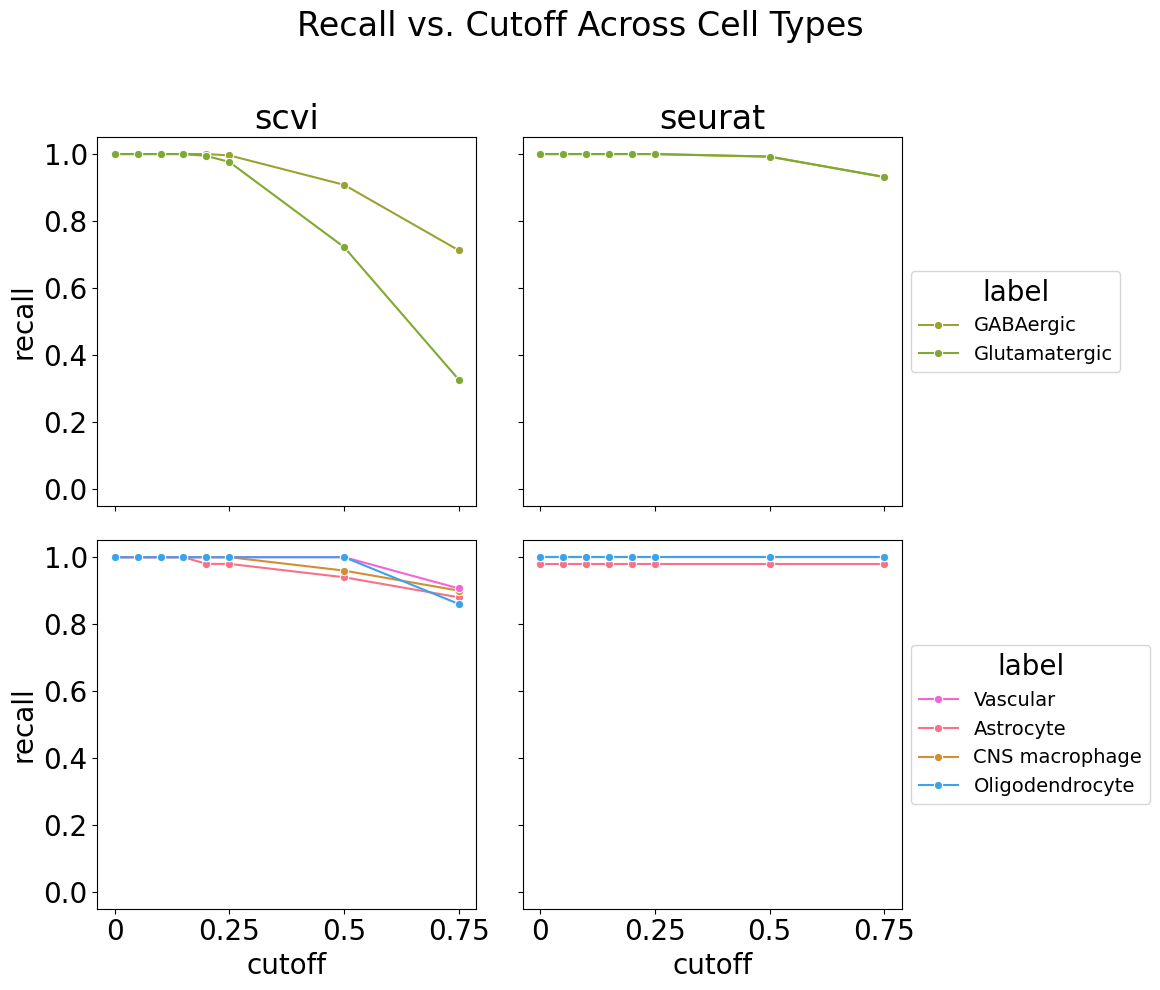 Recall vs. Cutoff Across Cell Types
scvi
seurat
1.0
0.8
0.6
0.4
0.2
0.0
recall
label
GABAergic
Glutamatergic
1.0
0.8
0.6
0.4
0.2
0.0
recall
0
0.25
0.5
0.75
cutoff
0
0.25
0.5
0.75
cutoff
label
Vascular
Astrocyte
CNS macrophage
Oligodendrocyte